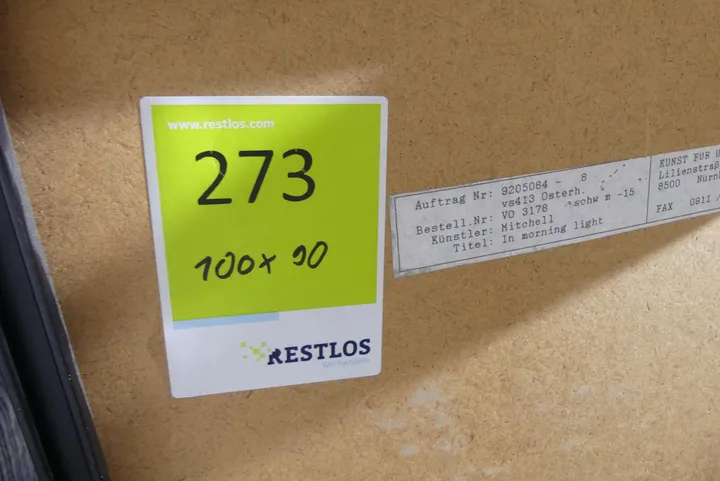 www.restlos.com
273
100x 90
RESTLOS
Auftrag Nr: 9205064 - 8
vs413 Osterh.
Bestell.Nr: VO 3178 schw m -15
Künstler: Mitchell
Titel: In morning light
KUNST FUR
Lilienstraß
8500 Nürn
FAX 0911 /